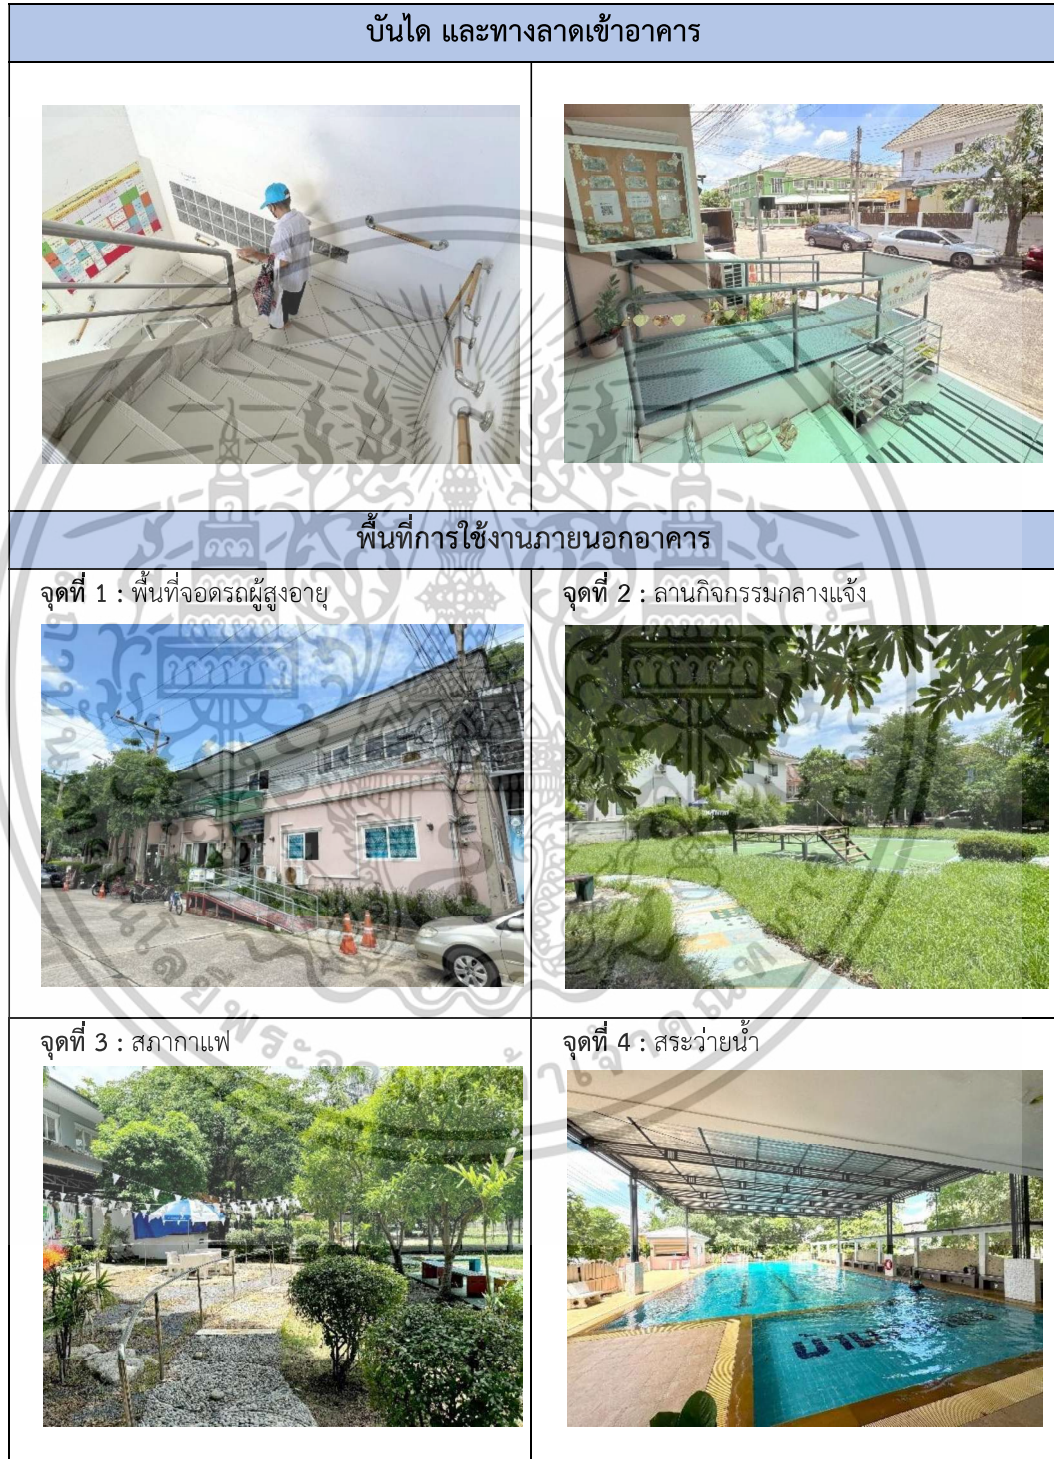 บันได และทางลาดเข้าอาคาร
พื้นที่การใช้งานภายนอกอาคาร
จุดที่ 1 : พื้นที่จอดรถผู้สูงอายุ
จุดที่ 2 : ลานกิจกรรมกลางแจ้ง
จุดที่ 3 : สภากาแฟ
จุดที่ 4 : สระว่ายน้ำ